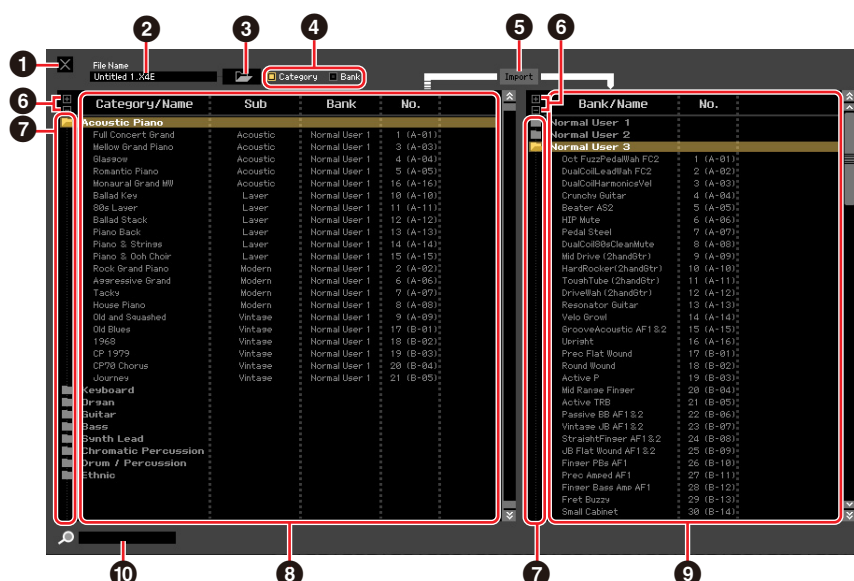 2 3 4 5 6
1 File Name
Untitled 1.X4E Category Bank Import
6 Category/Name Sub Bank No. Bank/Name No.
7 Acoustic Piano Normal User 1
Full Concert Grand Acoustic Normal User 1 1 (A-01) Normal User 2
Mellow Grand Piano Acoustic Normal User 1 3 (A-03) Normal User 3
Glasgow Acoustic Normal User 1 4 (A-04) Oct FuzzPedalWah FC2 1 (A-01)
Romantic Piano Acoustic Normal User 1 5 (A-05) DualCoilLeadWah FC2 2 (A-02)
Monaural Grand MW Acoustic Normal User 1 16 (A-16) DualCoilHarmonicsVel 3 (A-03)
Ballad Key Layer Normal User 1 10 (A-10) Crunchy Guitar 4 (A-04)
80s Layer Layer Normal User 1 11 (A-11) Beater AS2 5 (A-05)
Ballad Stack Layer Normal User 1 12 (A-12) HIP Mute 6 (A-06)
Piano Back Layer Normal User 1 13 (A-13) Pedal Steel 7 (A-07)
Piano & Strings Layer Normal User 1 14 (A-14) DualCoil80sCleanMute 8 (A-08)
Piano & Ooh Choir Layer Normal User 1 15 (A-15) Mid Drive (2handGtr) 9 (A-09)
Rock Grand Piano Modern Normal User 1 2 (A-02) HardRocker(2handGtr) 10 (A-10)
Aggressive Grand Modern Normal User 1 6 (A-06) ToughTube (2handGtr) 11 (A-11)
Tacky Modern Normal User 1 7 (A-07) DriveWah (2handGtr) 12 (A-12)
House Piano Modern Normal User 1 8 (A-08) Resonator Guitar 13 (A-13)
Old and Squashed Vintage Normal User 1 9 (A-09) Velo Growl 14 (A-14)
Old Blues Vintage Normal User 1 17 (B-01) GrooveAcoustic AF1&2 15 (A-15)
1968 Vintage Normal User 1 18 (B-02) Upright 16 (A-16)
CP 1979 Vintage Normal User 1 19 (B-03) Prec Flat Wound 17 (B-01)
CP70 Chorus Vintage Normal User 1 20 (B-04) Round Wound 18 (B-02)
Journey Vintage Normal User 1 21 (B-05) Active P 19 (B-03)
Keyboard Mid Range Finger 20 (B-04)
Organ Active TRB 21 (B-05)
Guitar Passive BB AF1&2 22 (B-06)
Bass Vintage JB AF1&2 23 (B-07)
Synth Lead StraightFinger AF1&2 24 (B-08)
Chromatic Percussion JB Flat Wound AF1&2 25 (B-09)
Drum / Percussion Finger PBs AF1 26 (B-10)
Ethnic Prec Amped AF1 27 (B-11)
Finger Bass Amp AF1 28 (B-12)
Fret Buzzy 29 (B-13)
Small Cabinet 30 (B-14)
10 8 7 9